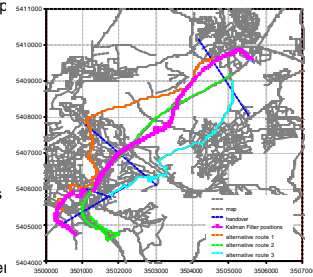 5411000
5410000
5409000
5408000
5407000
5406000
5405000
5404000
3500000 3501000 3502000 3503000 3504000 3505000 3506000 3507000
map
handover
Kalman Filter positions
alternative route 1
alternative route 2
alternative route 3